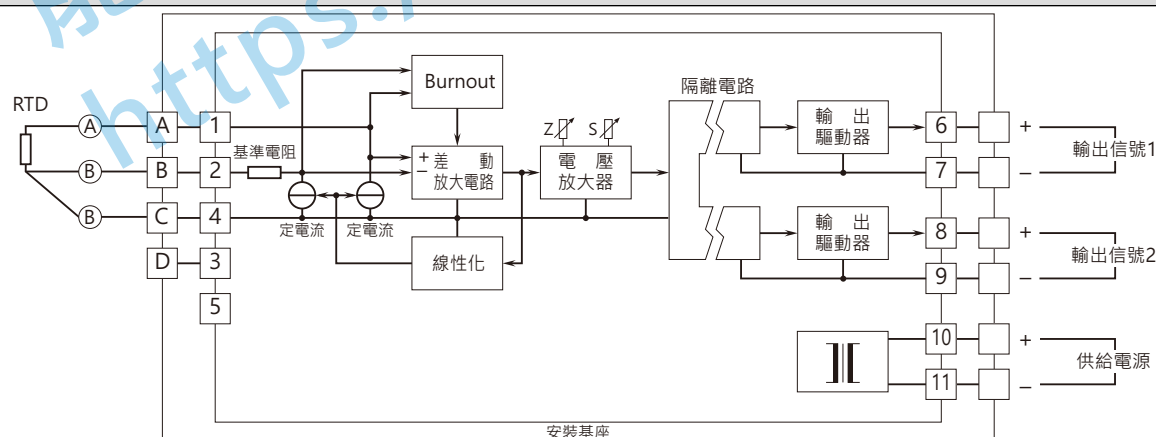 https:/
RTD
A
B
B
A
B
C
D
1
2
4
3
5
基準電阻
定電流
定電流
Burnout
+
−
差 動
放大電路
線性化
Z
S
電 壓
放大器
隔離電路
輸 出
驅動器
輸 出
驅動器
6
7
8
9
10
11
+
−
輸出信號1
+
−
輸出信號2
+
−
供給電源
安裝基座